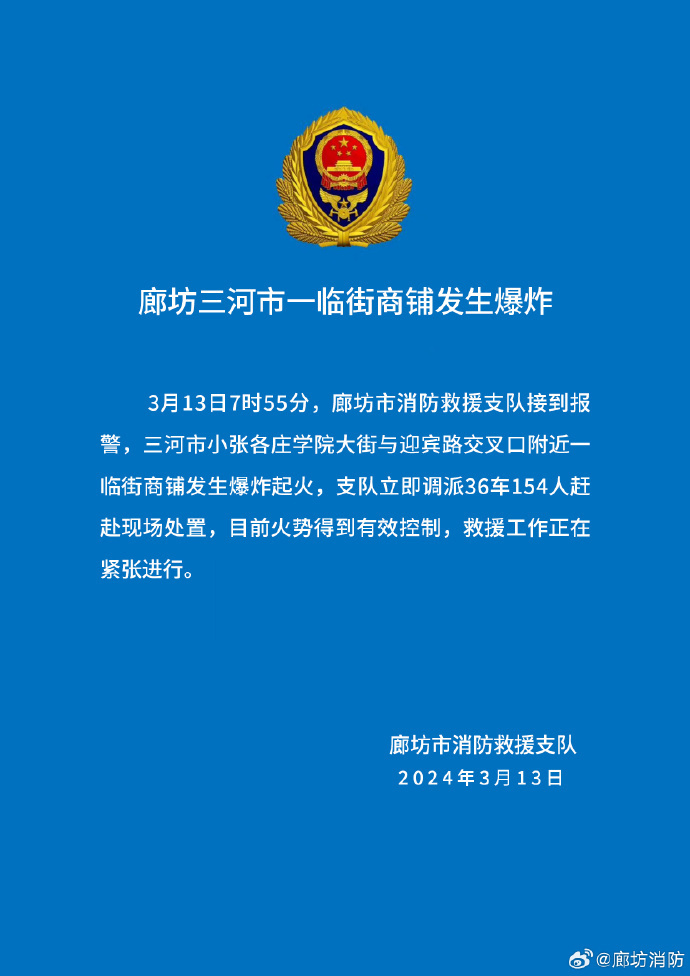 廊坊三河市一临街商铺发生爆炸
3月13日7时55分，廊坊市消防救援支队接到报
警，三河市小张各庄学院大街与迎宾路交叉口附近一
临街商铺发生爆炸起火，支队立即调派36车154人赶
赴现场处置，目前火势得到有效控制，救援工作正在
紧张进行。
廊坊市消防救援支队
2024年3月13日
@廊坊消防